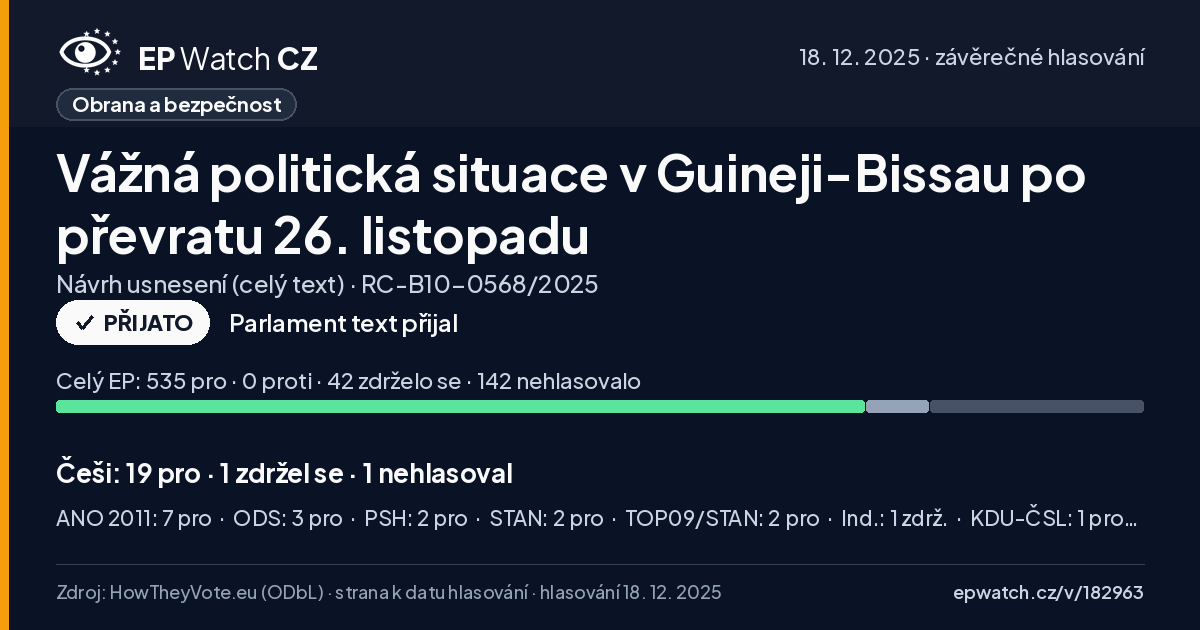 EP Watch CZ
18. 12. 2025 · závěrečné hlasování
Obrana a bezpečnost
Vážná politická situace v Guineji-Bissau po
převratu 26. listopadu
Návrh usnesení (celý text) · RC-B10-0568/2025
✓ PŘIJATO Parlament text přijal
Celý EP: 535 pro · 0 proti · 42 zdrželo se · 142 nehlasovalo
Češi: 19 pro · 1 zdržel se · 1 nehlasoval
ANO 2011: 7 pro · ODS: 3 pro · PSH: 2 pro · STAN: 2 pro · TOP09/STAN: 2 pro · Ind.: 1 zdrž. · KDU-ČSL: 1 pro…
Zdroj: HowTheyVote.eu (ODbL) · strana k datu hlasování · hlasování 18. 12. 2025
epwatch.cz/v/182963